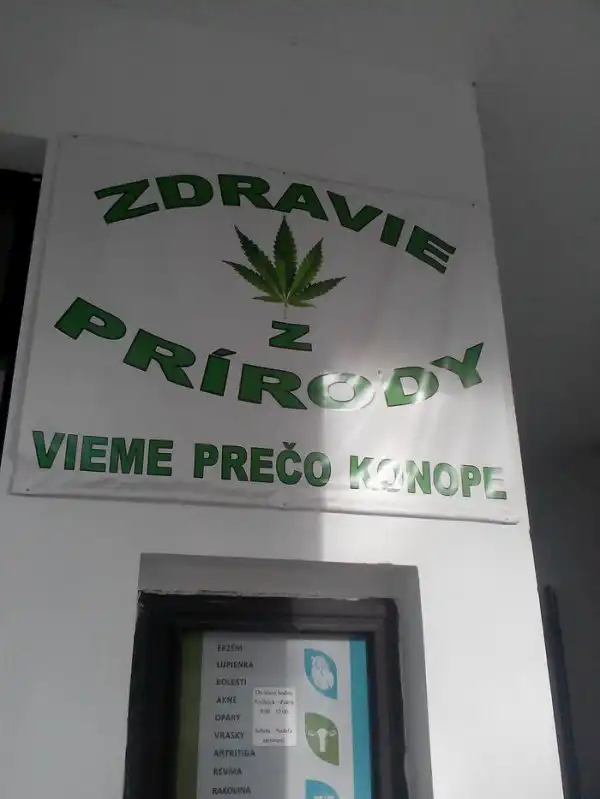 ZDRAVIE
Z
PRÍRODY
VIEME PREČO KONOPE
EKZÉM
LUPIENKA
BOLESTI
AKNÉ
OPARY
VRÁSKY
ARTRITÍDA
REUMA
RAKOVINA